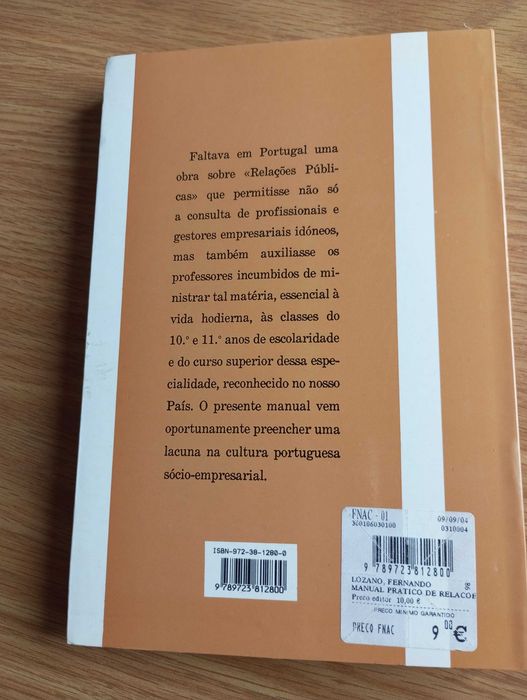 Faltava em Portugal uma
obra sobre «Relações Públi-
cas» que permitisse não só
a consulta de profissionais e
gestores empresariais idóneos,
mas também auxiliasse os
professores incumbidos de mi-
nistrar tal matéria, essencial à
vida hodierna, às classes do
10.º e 11.º anos de escolaridade
e do curso superior dessa espe-
cialidade, reconhecido no nosso
País. O presente manual vem
oportunamente preencher uma
lacuna na cultura portuguesa
sócio-empresarial.
ISBN-972-38-1280-0
9 789723 812800
FNAC - 01 09/09/04
360106030100 0310004
9 789723 812800
LOZANO, FERNANDO 96
MANUAL PRATICO DE RELACOE
Preco editor 10,00 €
PRECO MINIMO GARANTIDO
PRECO FNAC 9 00 €